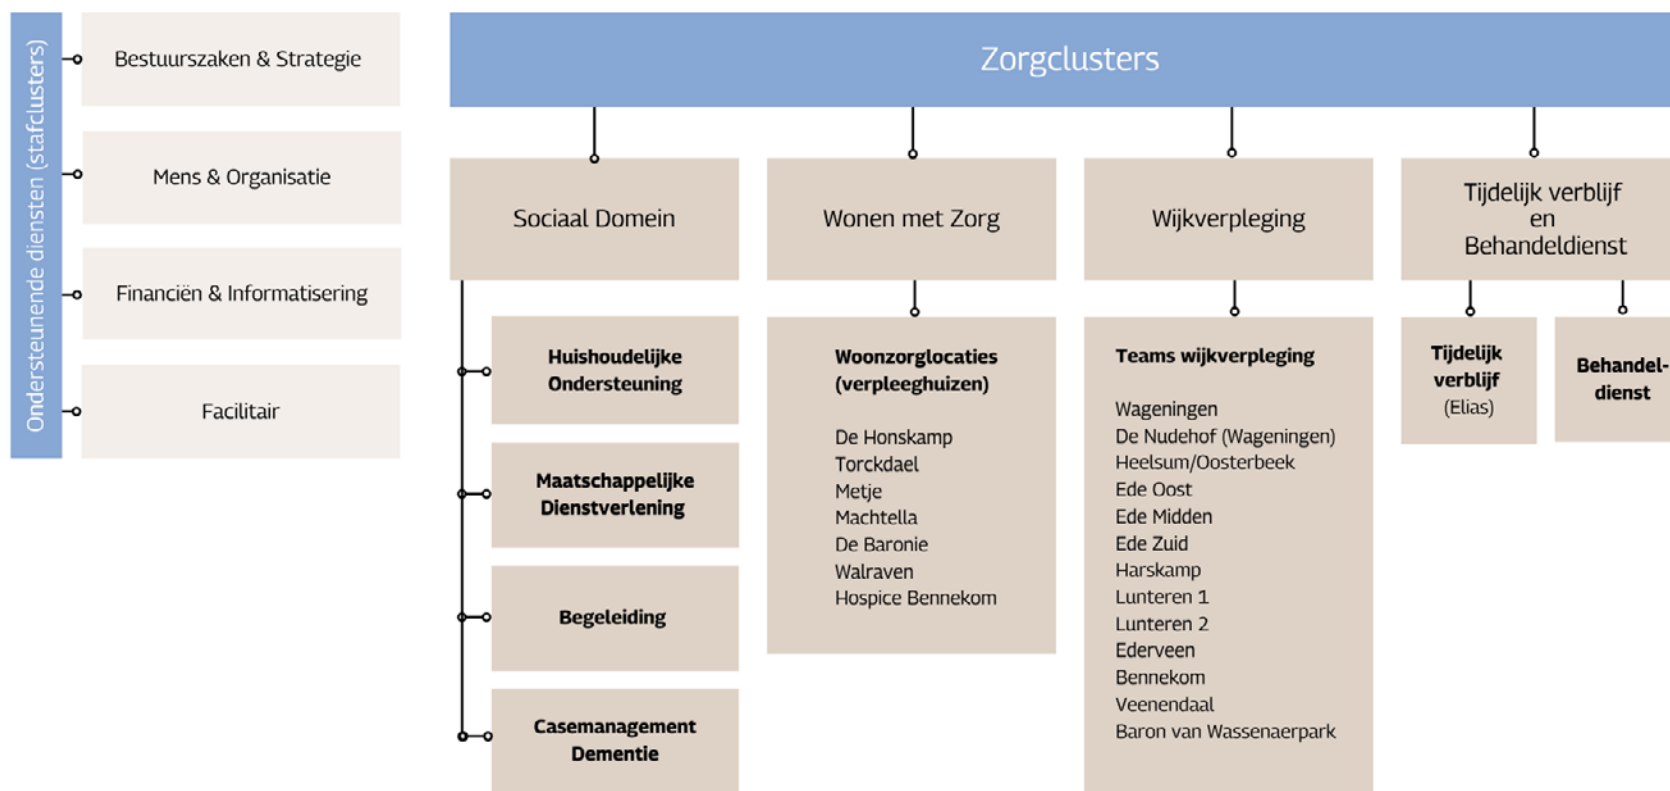 Ondersteunende diensten (stafclusters)
Bestuurszaken & Strategie
Mens & Organisatie
Financiën & Informatisering
Facilitair
Zorgclusters
Sociaal Domein
Huishoudelijke
Ondersteuning
Maatschappelijke
Dienstverlening
Begeleiding
Casemanagement
Dementie
Wonen met Zorg
Woonzorglocaties
(verpleeghuizen)
De Honskamp
Torckdael
Metje
Machtella
De Baronie
Walraven
Hospice Bennekom
Wijkverpleging
Teams wijkverpleging
Wageningen
De Nudehof (Wageningen)
Heelsum/Oosterbeek
Ede Oost
Ede Midden
Ede Zuid
Harskamp
Lunteren 1
Lunteren 2
Ederveen
Bennekom
Veenendaal
Baron van Wassenaerpark
Tijdelijk verblijf
en
Behandeldienst
Tijdelijk
verblijf
(Elias)
Behandel-
dienst